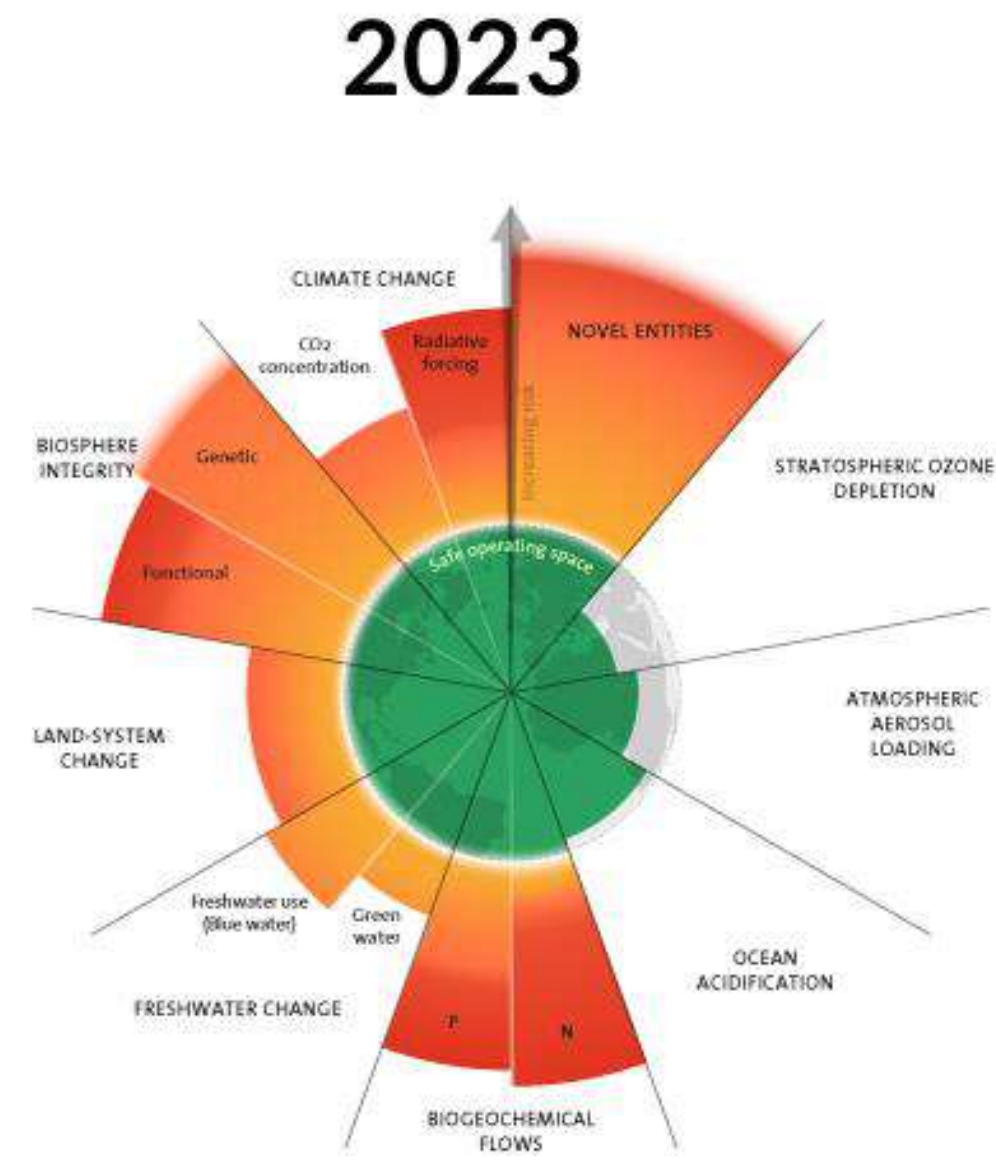 2023
CLIMATE CHANGE
CO2
concentration
Radiative
forcing
NOVEL ENTITIES
Increasing risk
BIOSPHERE
INTEGRITY
Genetic
STRATOSPHERIC OZONE
DEPLETION
Safe operating space
Functional
ATMOSPHERIC
AEROSOL
LOADING
LAND-SYSTEM
CHANGE
Freshwater use
(Blue water)
Green
water
OCEAN
ACIDIFICATION
FRESHWATER CHANGE
P
N
BIOGEOCHEMICAL
FLOWS